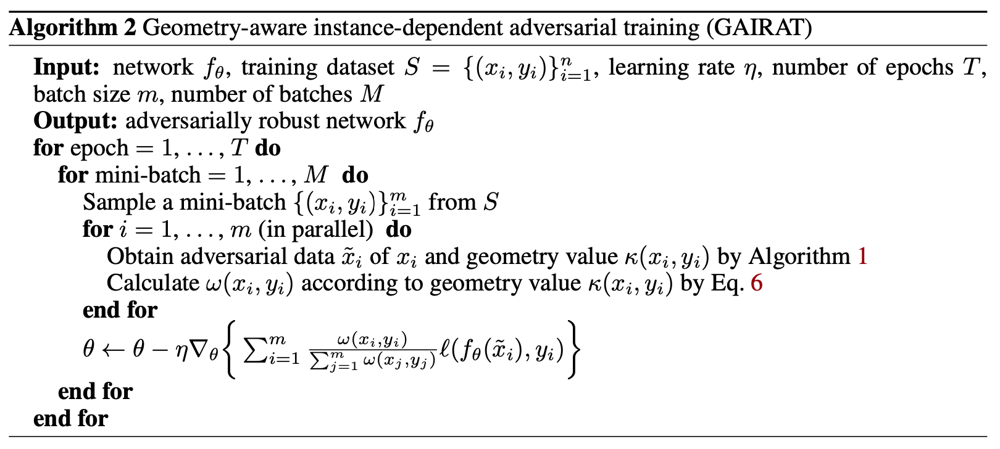 Algorithm 2 Geometry-aware instance-dependent adversarial training (GAIRAT)
Input: network $f_\theta$, training dataset $S = \{(x_i, y_i)\}_{i=1}^{n}$, learning rate $\eta$, number of epochs $T$,
batch size $m$, number of batches $M$
Output: adversarially robust network $f_\theta$
for epoch $= 1, \ldots, T$ do
for mini-batch $= 1, \ldots, M$ do
Sample a mini-batch $\{(x_i, y_i)\}_{i=1}^{m}$ from $S$
for $i = 1, \ldots, m$ (in parallel) do
Obtain adversarial data $\tilde{x}_i$ of $x_i$ and geometry value $\kappa(x_i, y_i)$ by Algorithm 1
Calculate $\omega(x_i, y_i)$ according to geometry value $\kappa(x_i, y_i)$ by Eq. 6
end for
$\theta \leftarrow \theta - \eta \nabla_\theta \left\{ \sum_{i=1}^{m} \frac{\omega(x_i, y_i)}{\sum_{j=1}^{m} \omega(x_j, y_j)} \ell(f_\theta(\tilde{x}_i), y_i) \right\}$
end for
end for